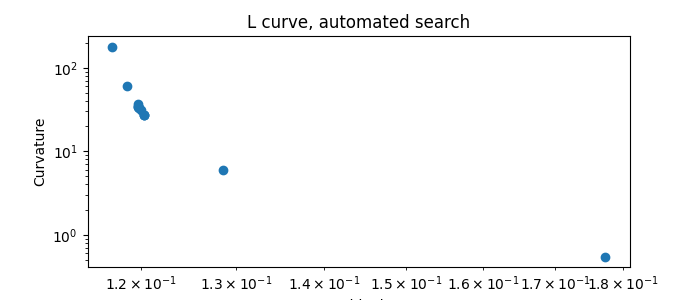 L curve, automated search
Curvature
10²
10¹
10⁰
1.2 × 10⁻¹ 1.3 × 10⁻¹ 1.4 × 10⁻¹ 1.5 × 10⁻¹ 1.6 × 10⁻¹ 1.7 × 10⁻¹ 1.8 × 10⁻¹